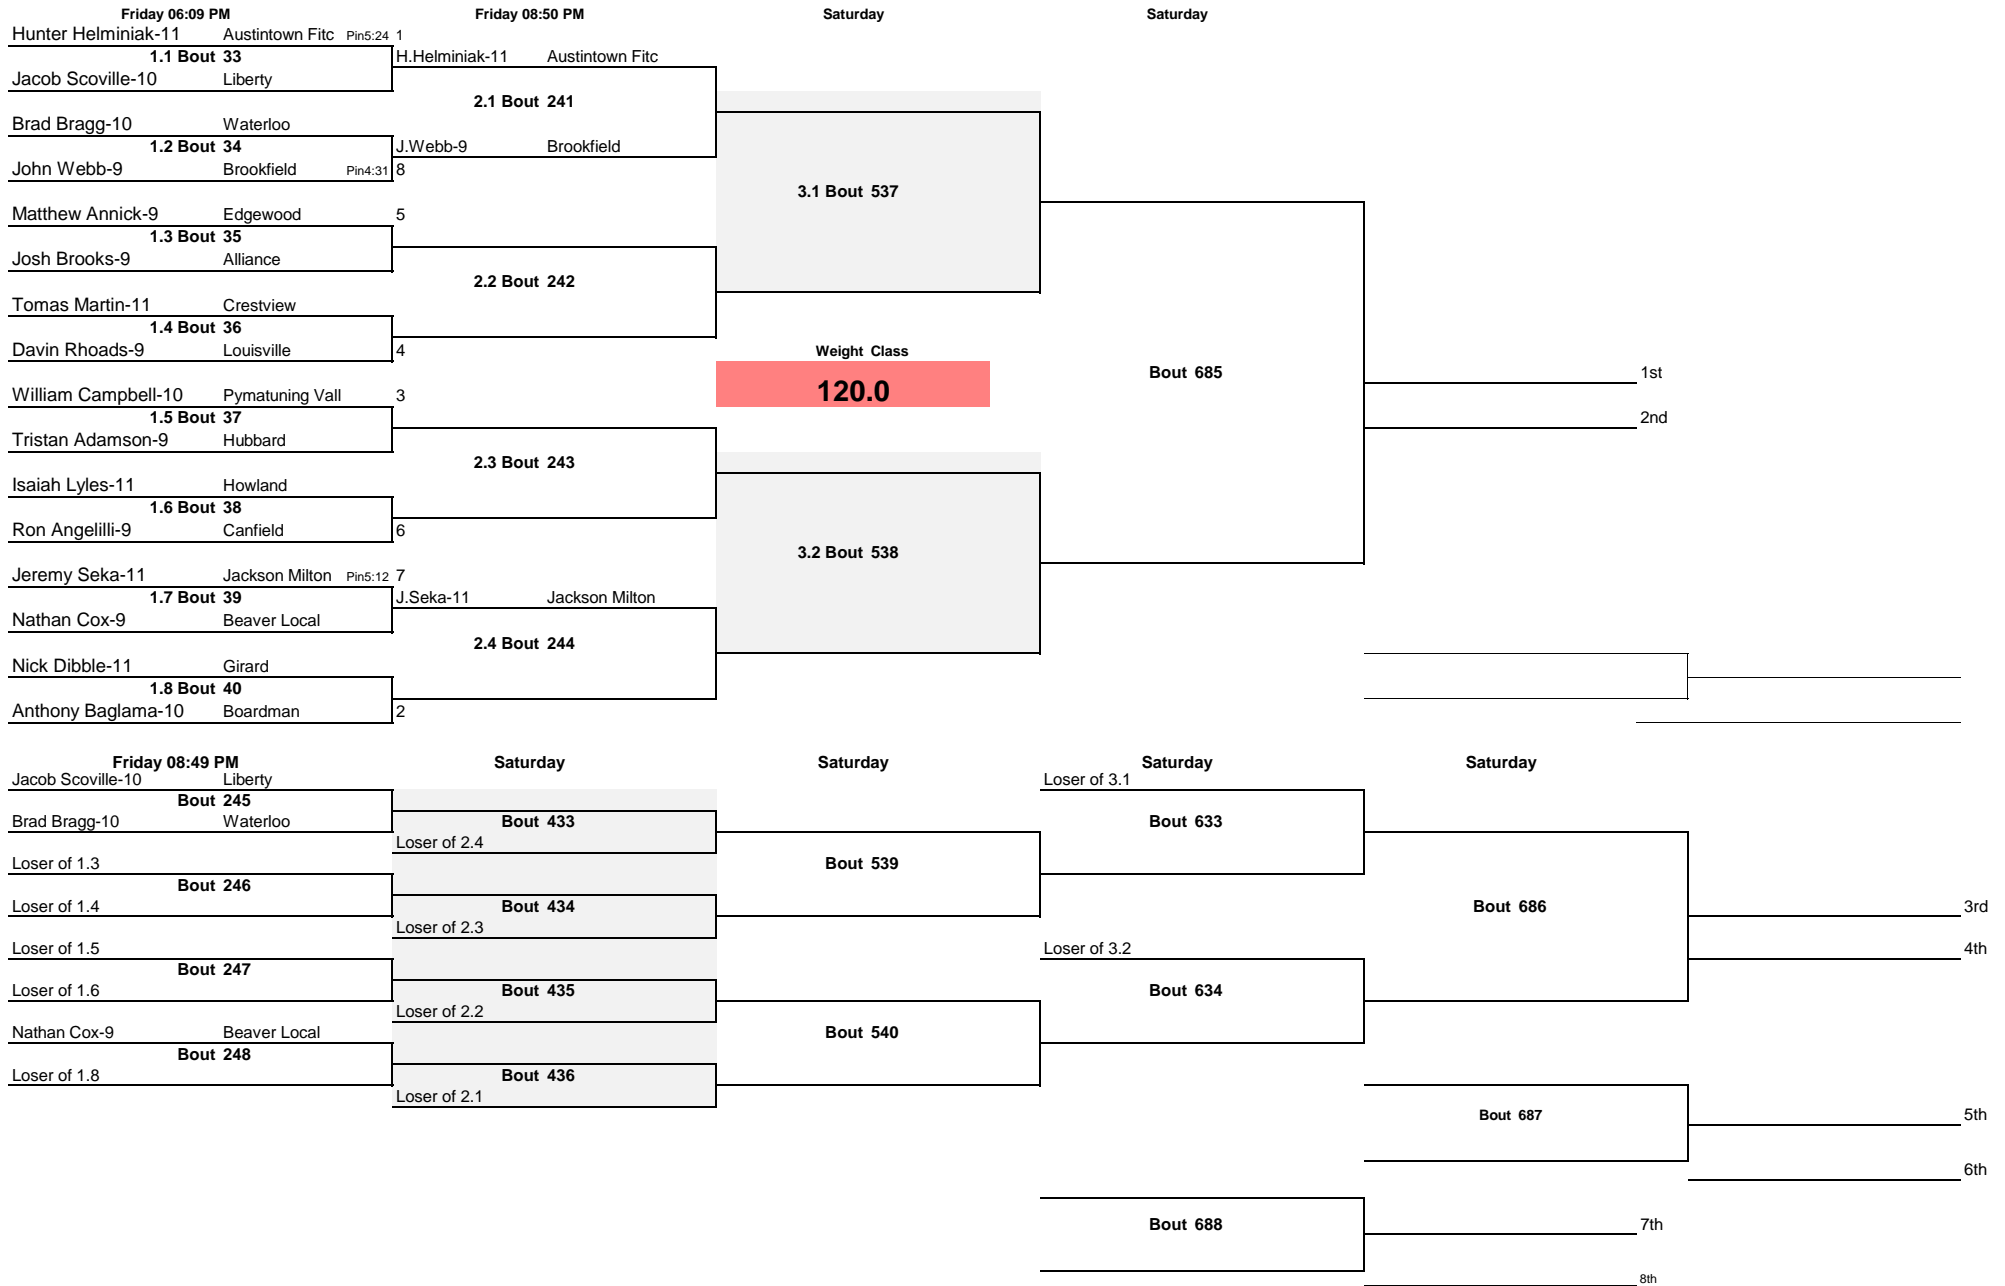 Friday 06:09 PM Friday 08:50 PM Saturday Saturday
Hunter Helminiak-11 Austintown Fitc Pin5:24 1
1.1 Bout 33 H.Helminiak-11 Austintown Fitc
Jacob Scoville-10 Liberty
2.1 Bout 241
Brad Bragg-10 Waterloo
1.2 Bout 34 J.Webb-9 Brookfield
John Webb-9 Brookfield Pin4:31 8
3.1 Bout 537
Matthew Annick-9 Edgewood 5
1.3 Bout 35
Josh Brooks-9 Alliance
2.2 Bout 242
Tomas Martin-11 Crestview
1.4 Bout 36
Davin Rhoads-9 Louisville 4 Weight Class
Bout 685 1st
William Campbell-10 Pymatuning Vall 3 120.0
1.5 Bout 37 2nd
Tristan Adamson-9 Hubbard
2.3 Bout 243
Isaiah Lyles-11 Howland
1.6 Bout 38
Ron Angelilli-9 Canfield 6
3.2 Bout 538
Jeremy Seka-11 Jackson Milton Pin5:12 7
1.7 Bout 39 J.Seka-11 Jackson Milton
Nathan Cox-9 Beaver Local
2.4 Bout 244
Nick Dibble-11 Girard
1.8 Bout 40
Anthony Baglama-10 Boardman 2
Friday 08:49 PM Saturday Saturday Saturday Saturday
Jacob Scoville-10 Liberty Loser of 3.1
Bout 245
Brad Bragg-10 Waterloo Bout 433 Bout 633
Loser of 2.4
Loser of 1.3 Bout 539
Bout 246
Loser of 1.4 Bout 434 Bout 686 3rd
Loser of 2.3
Loser of 1.5 Loser of 3.2 4th
Bout 247
Loser of 1.6 Bout 435 Bout 634
Loser of 2.2
Nathan Cox-9 Beaver Local Bout 540
Bout 248
Loser of 1.8 Bout 436
Loser of 2.1
Bout 687 5th
6th
Bout 688 7th
8th